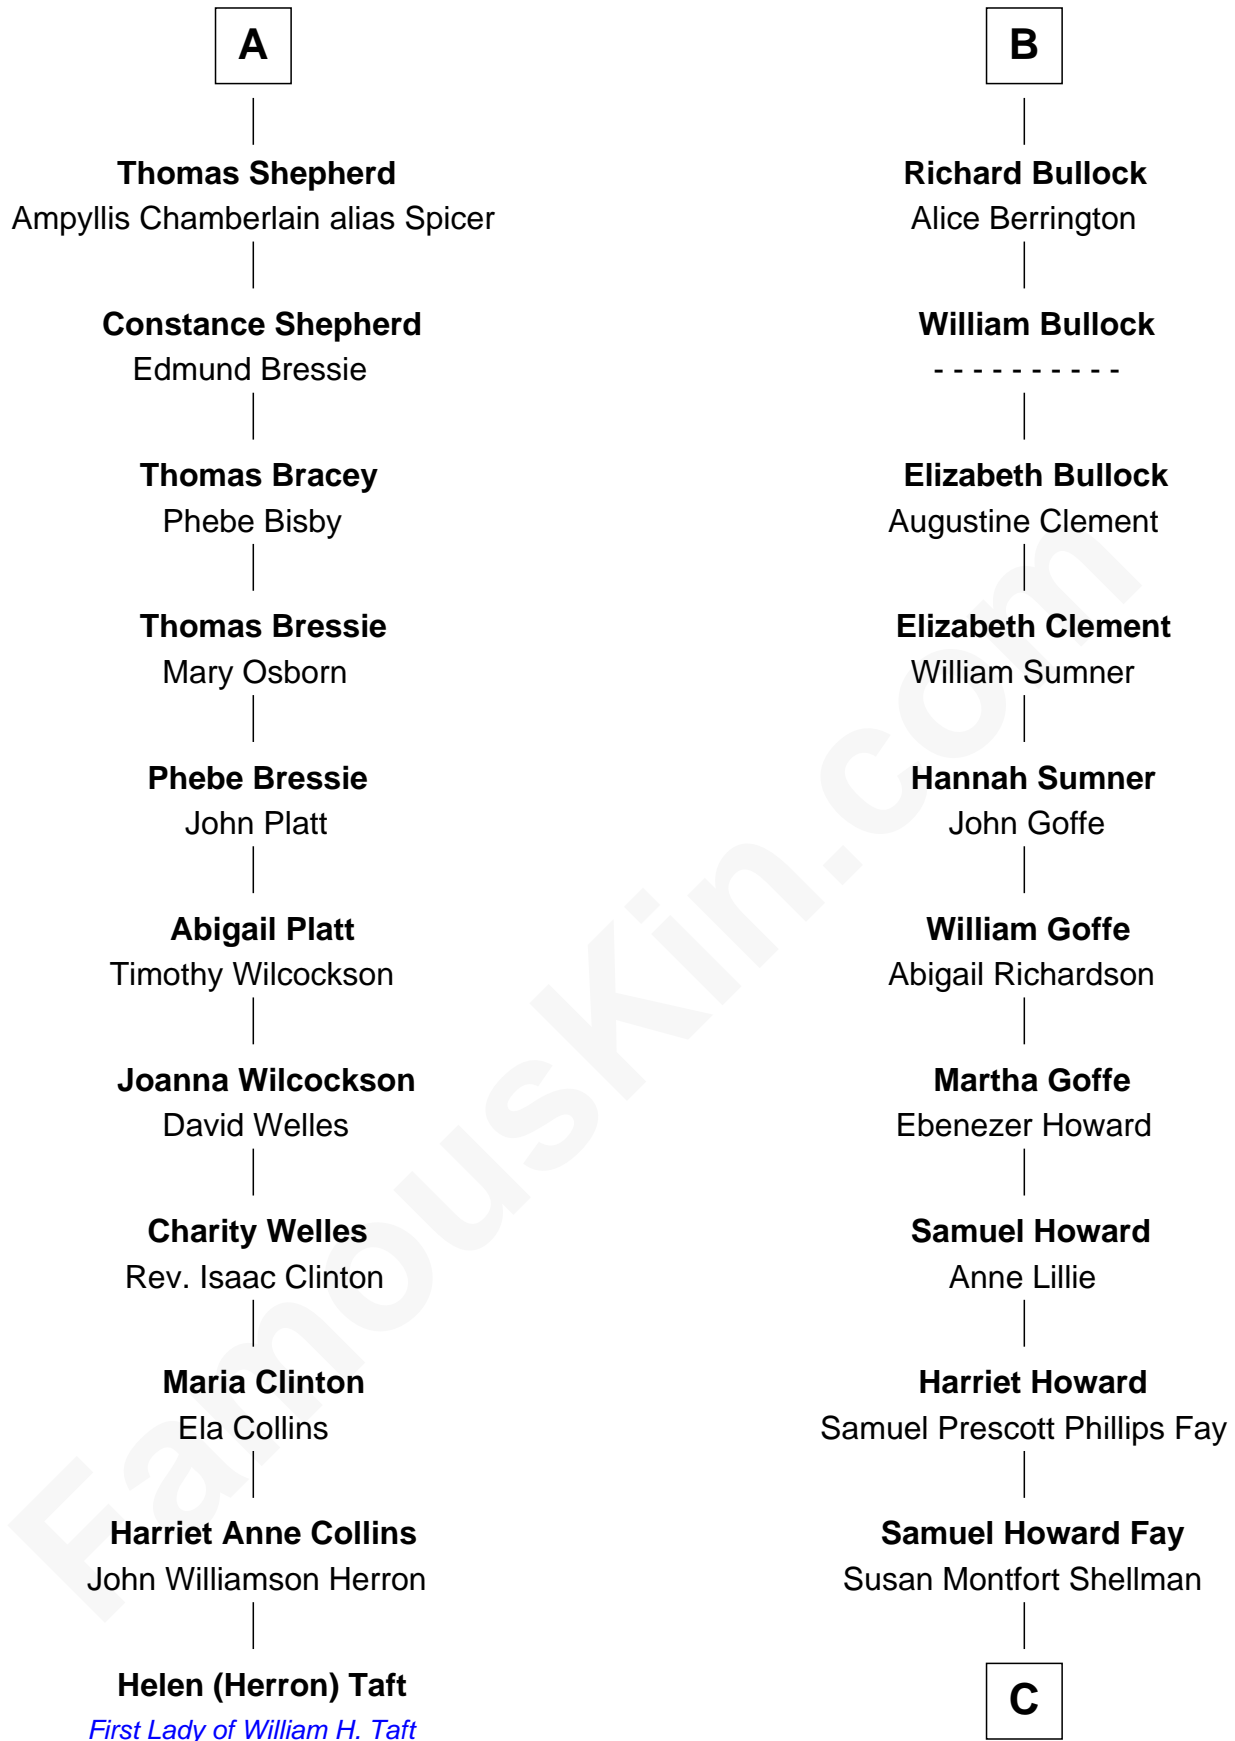 A
Thomas Shepherd
Ampyllis Chamberlain alias Spicer
Constance Shepherd
Edmund Bressie
Thomas Bracey
Phebe Bisby
Thomas Bressie
Mary Osborn
Phebe Bressie
John Platt
Abigail Platt
Timothy Wilcockson
Joanna Wilcockson
David Welles
Charity Welles
Rev. Isaac Clinton
Maria Clinton
Ela Collins
Harriet Anne Collins
John Williamson Herron
Helen (Herron) Taft
First Lady of William H. Taft
B
Richard Bullock
Alice Berrington
William Bullock
- - - - - - - - - -
Elizabeth Bullock
Augustine Clement
Elizabeth Clement
William Sumner
Hannah Sumner
John Goffe
William Goffe
Abigail Richardson
Martha Goffe
Ebenezer Howard
Samuel Howard
Anne Lillie
Harriet Howard
Samuel Prescott Phillips Fay
Samuel Howard Fay
Susan Montfort Shellman
C
FamousKin.com